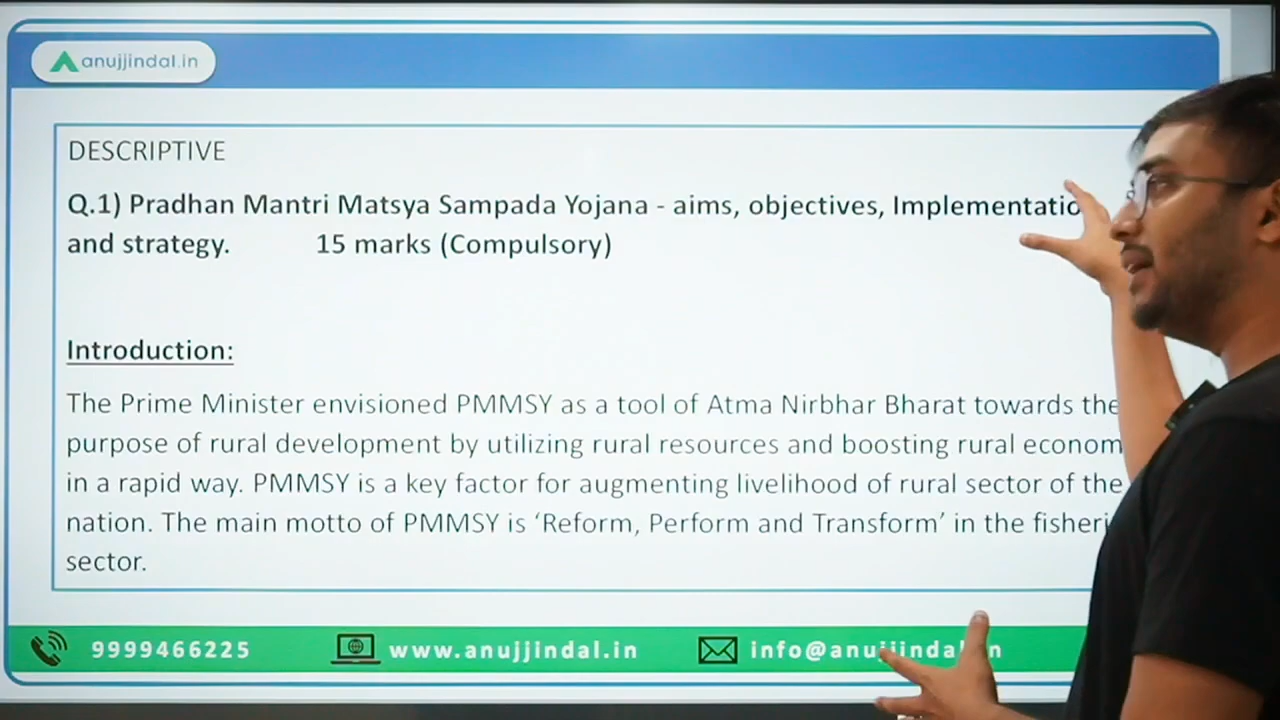 anujjindal.in
DESCRIPTIVE
Q.1) Pradhan Mantri Matsya Sampada Yojana - aims, objectives,
and strategy. 15 marks (Compulsory)
Introduction:
The Prime Minister envisioned PMMSY as a tool of Atma Nirbhar Bharat towards the
purpose of rural development by utilizing rural resources and boosting rural
in a rapid way. PMMSY is a key factor for augmenting livelihood of rural sector of the
nation. The main motto of PMMSY is ‘Reform, Perform and Transform’ in the
sector.
9999466225 www.anujjindal.in